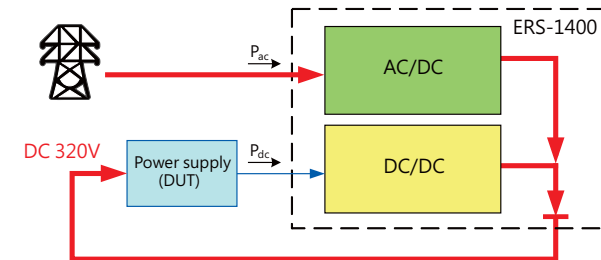 ERS-1400
Pac
AC/DC
DC 320V
Power supply
(DUT)
Pdc
DC/DC